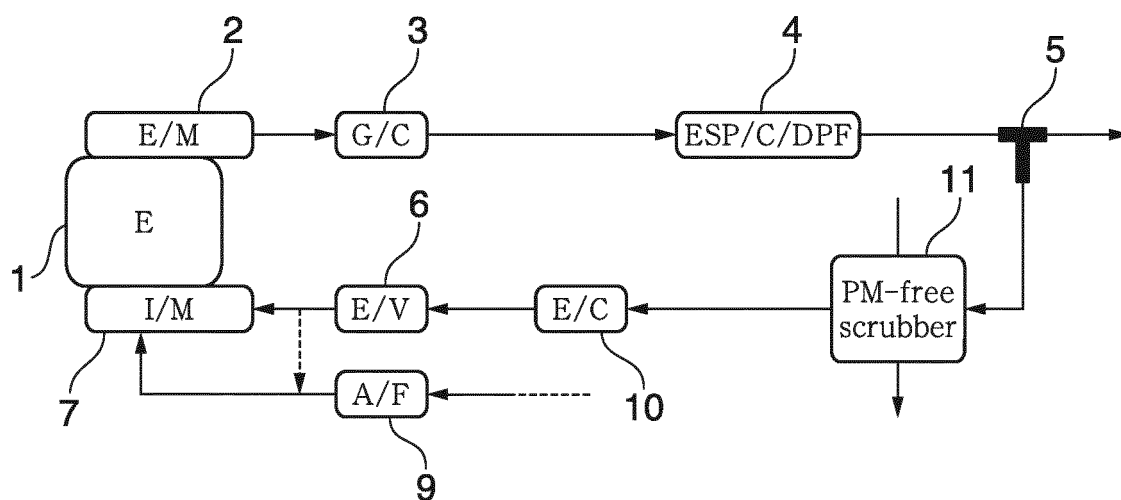 2
3
4
5
E/M
G/C
ESP/C/DPF
11
6
E
1
I/M
E/V
E/C
PM-free
scrubber
A/F
7
9
10